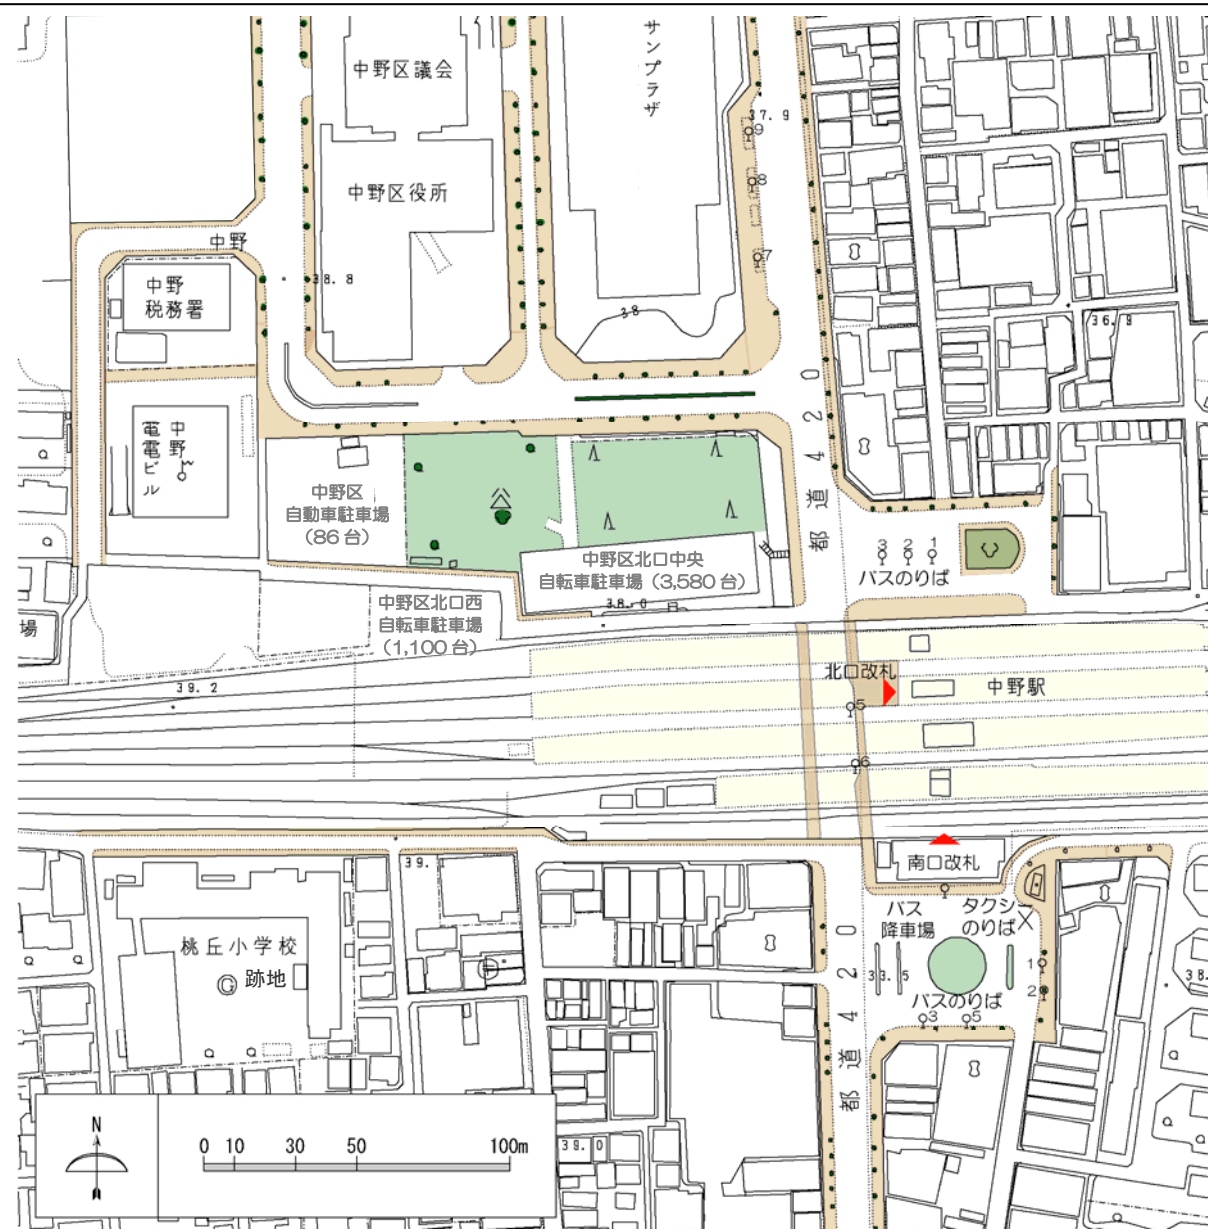 中野区議会
サンプラザ
37.9
9
中野区役所
8
中野
7
38.8
中野
税務署
38
36.9
都道420
中野
電電ビル
中野区
自動車駐車場
(86台)
3 2 1
バスのりば
中野区北口中央
自転車駐車場(3,580台)
38.0
中野区北口西
自転車駐車場
(1,100台)
場
39.2
北口改札
中野駅
5
6
南口改札
39.
バス
降車場
タクシー
のりば
桃丘小学校
跡地
33.5
1
2
38.
バスのりば
3 5
都道420
N
0 10 30 50 100m
39.0